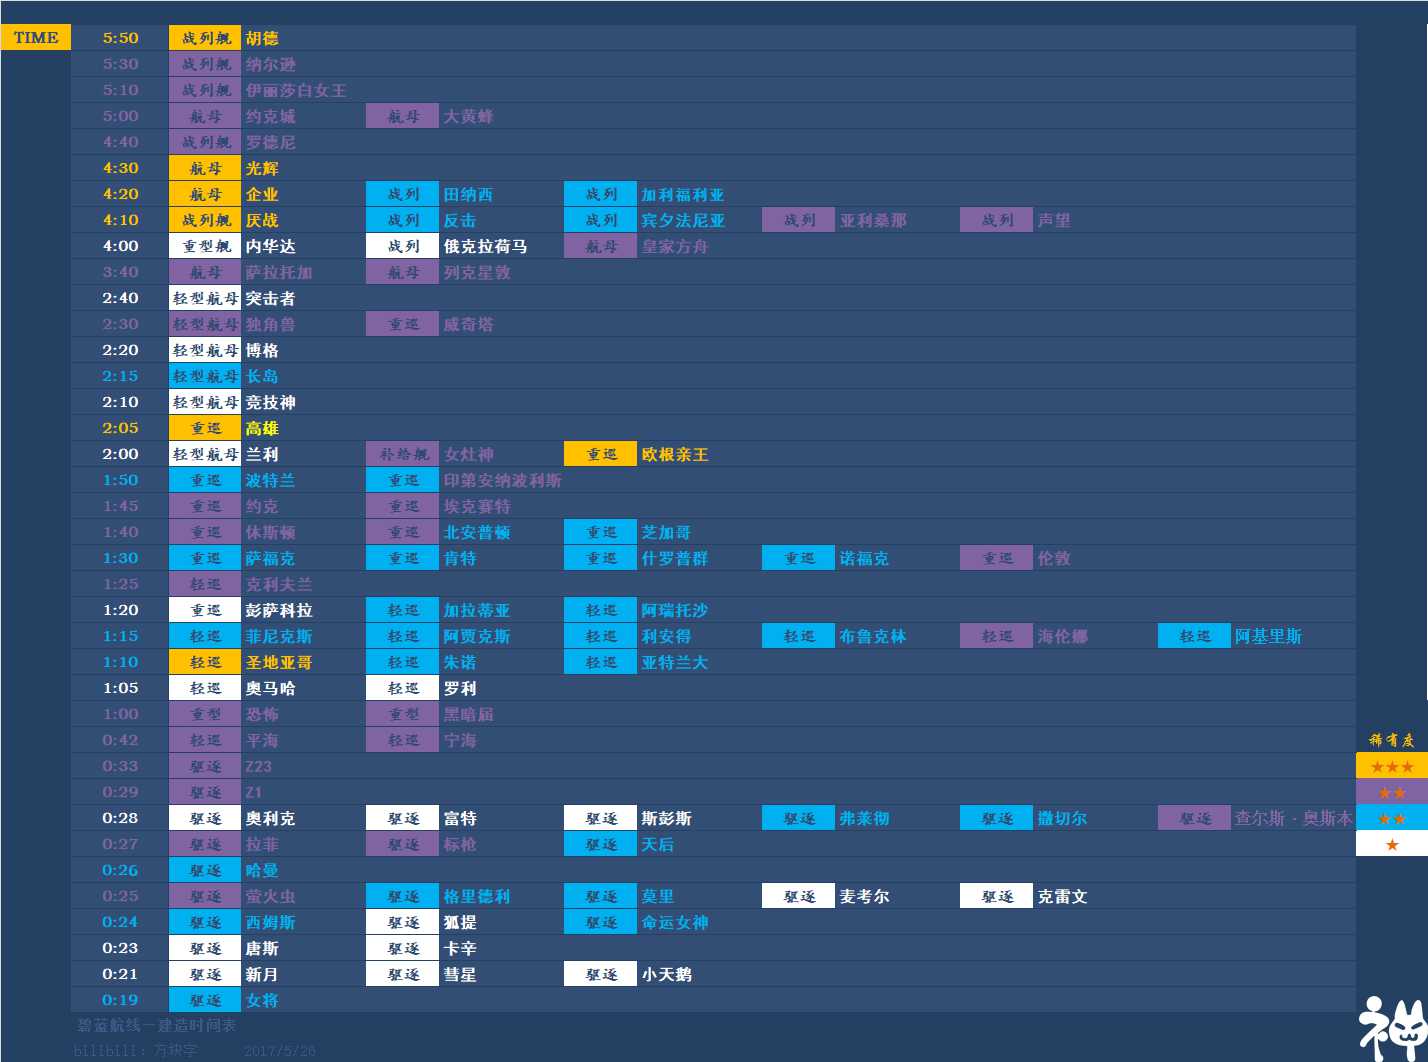 TIME 5:50 战列舰 胡德
5:30 战列舰 纳尔逊
5:10 战列舰 伊丽莎白女王
5:00 航母 约克城 航母 大黄蜂
4:40 战列舰 罗德尼
4:30 航母 光辉
4:20 航母 企业 战列 田纳西 战列 加利福利亚
4:10 战列舰 厌战 战列 反击 战列 宾夕法尼亚 战列 亚利桑那 战列 声望
4:00 重型舰 内华达 战列 俄克拉荷马 航母 皇家方舟
3:40 航母 萨拉托加 航母 列克星敦
2:40 轻型航母 突击者
2:30 轻型航母 独角兽 重巡 威奇塔
2:20 轻型航母 博格
2:15 轻型航母 长岛
2:10 轻型航母 竞技神
2:05 重巡 高雄
2:00 轻型航母 兰利 补给舰 女灶神 重巡 欧根亲王
1:50 重巡 波特兰 重巡 印第安纳波利斯
1:45 重巡 约克 重巡 埃克赛特
1:40 重巡 休斯顿 重巡 北安普顿 重巡 芝加哥
1:30 重巡 萨福克 重巡 肯特 重巡 什罗普群 重巡 诺福克 重巡 伦敦
1:25 轻巡 克利夫兰
1:20 重巡 彭萨科拉 轻巡 加拉蒂亚 轻巡 阿瑞托沙
1:15 轻巡 菲尼克斯 轻巡 阿贾克斯 轻巡 利安得 轻巡 布鲁克林 轻巡 海伦娜 轻巡 阿基里斯
1:10 轻巡 圣地亚哥 轻巡 朱诺 轻巡 亚特兰大
1:05 轻巡 奥马哈 轻巡 罗利
1:00 重型 恐怖 重型 黑暗届
0:42 轻巡 平海 轻巡 宁海
稀有度
0:33 驱逐 Z23 ★★★
0:29 驱逐 Z1 ★★
0:28 驱逐 奥利克 驱逐 富特 驱逐 斯彭斯 驱逐 弗莱彻 驱逐 撒切尔 驱逐 查尔斯·奥斯本 ★★
0:27 驱逐 拉菲 驱逐 标枪 驱逐 天后 ★
0:26 驱逐 哈曼
0:25 驱逐 萤火虫 驱逐 格里德利 驱逐 莫里 驱逐 麦考尔 驱逐 克雷文
0:24 驱逐 西姆斯 驱逐 狐提 驱逐 命运女神
0:23 驱逐 唐斯 驱逐 卡辛
0:21 驱逐 新月 驱逐 彗星 驱逐 小天鹅
0:19 驱逐 女将
碧蓝航线－建造时间表
bilibili：方块字 2017/5/26
神